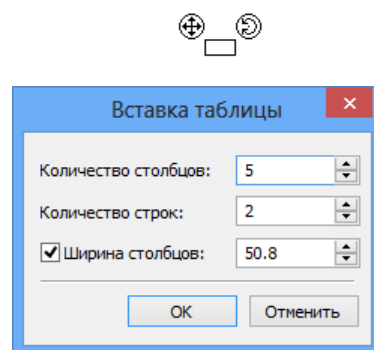 Вставка таблицы
Количество столбцов: 5
Количество строк: 2
Ширина столбцов: 50.8
OK Отменить